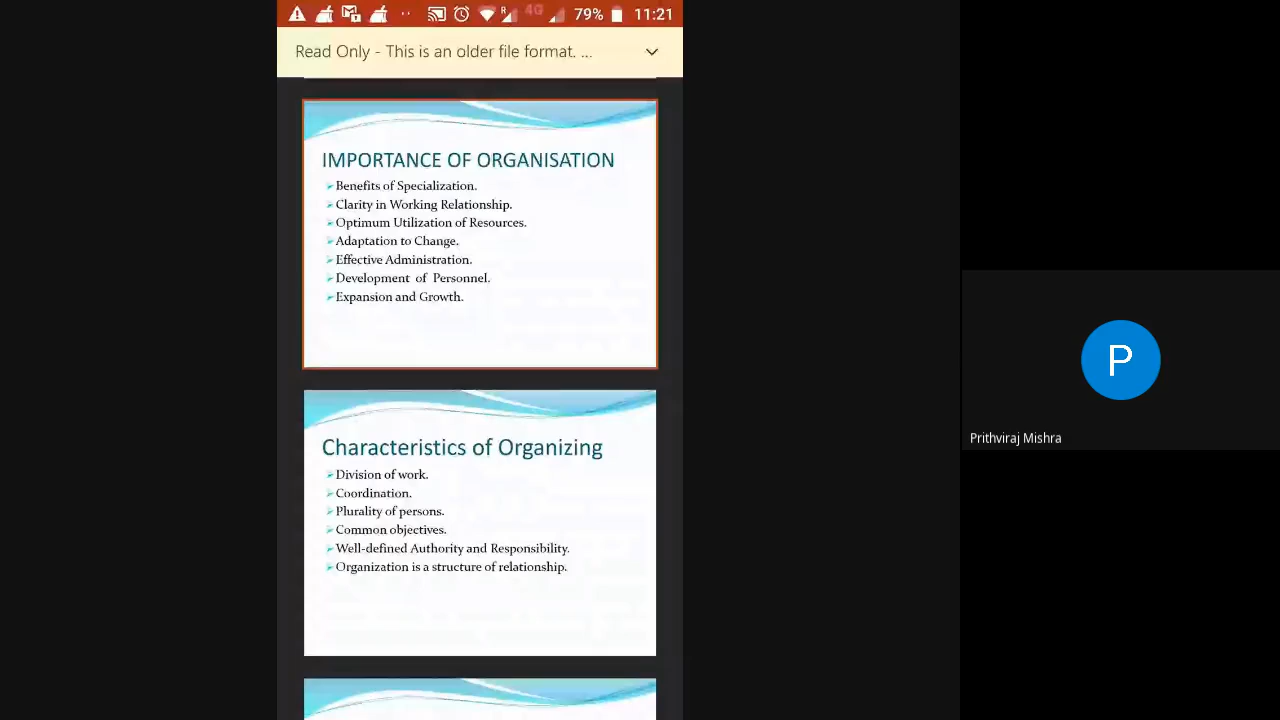 R 4G 79% 11:21
Read Only - This is an older file format. ...
IMPORTANCE OF ORGANISATION
Benefits of Specialization.
Clarity in Working Relationship.
Optimum Utilization of Resources.
Adaptation to Change.
Effective Administration.
Development of Personnel.
Expansion and Growth.
Characteristics of Organizing
Division of work.
Coordination.
Plurality of persons.
Common objectives.
Well-defined Authority and Responsibility.
Organization is a structure of relationship.
P
Prithviraj Mishra